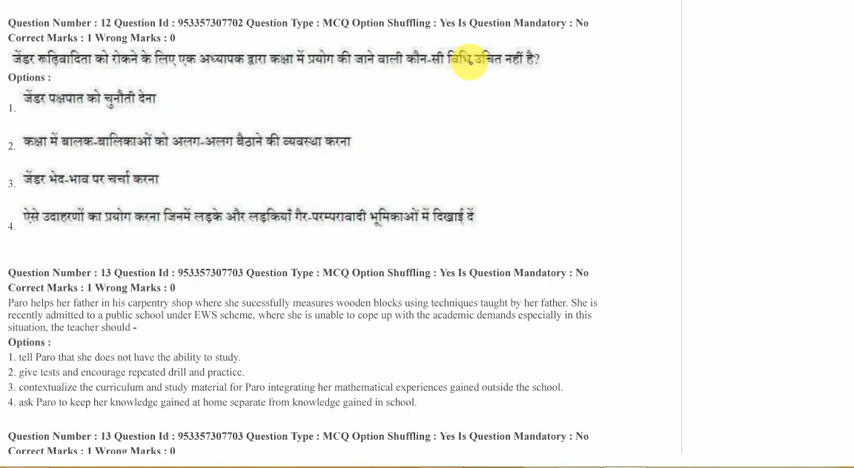 Question Number : 12 Question Id : 953357307702 Question Type : MCQ Option Shuffling : Yes Is Question Mandatory : No
Correct Marks : 1 Wrong Marks : 0
जेंडर रूढ़िवादिता को रोकने के लिए एक अध्यापक द्वारा कक्षा में प्रयोग की जाने वाली कौन-सी विधि उचित नहीं है?
Options :
1. जेंडर पक्षपात को चुनौती देना
2. कक्षा में बालक-बालिकाओं को अलग-अलग बैठाने की व्यवस्था करना
3. जेंडर भेद-भाव पर चर्चा करना
4. ऐसे उदाहरणों का प्रयोग करना जिनमें लड़के और लड़कियाँ गैर-परम्परावादी भूमिकाओं में दिखाई दें
Question Number : 13 Question Id : 953357307703 Question Type : MCQ Option Shuffling : Yes Is Question Mandatory : No
Correct Marks : 1 Wrong Marks : 0
Paro helps her father in his carpentry shop where she sucessfully measures wooden blocks using techniques taught by her father. She is
recently admitted to a public school under EWS scheme, where she is unable to cope up with the academic demands especially in this
situation, the teacher should -
Options :
1. tell Paro that she does not have the ability to study.
2. give tests and encourage repeated drill and practice.
3. contextualize the curriculum and study material for Paro integrating her mathematical experiences gained outside the school.
4. ask Paro to keep her knowledge gained at home separate from knowledge gained in school.
Question Number : 13 Question Id : 953357307703 Question Type : MCQ Option Shuffling : Yes Is Question Mandatory : No
Correct Marks : 1 Wrong Marks : 0